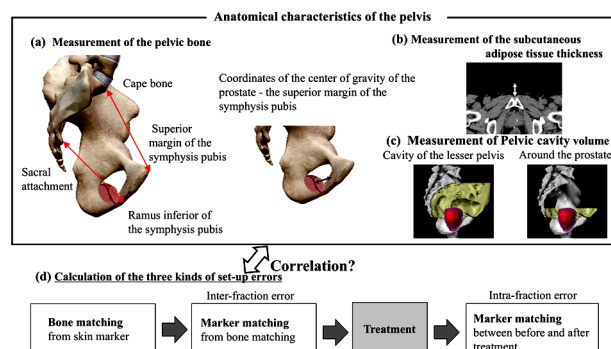 Anatomical characteristics of the pelvis
(a) Measurement of the pelvic bone
Cape bone
Superior
margin of the
symphysis pubis
Sacral
attachment
Ramus inferior of
the symphysis pubis
Coordinates of the center of gravity of the
prostate - the superior margin of the
symphysis pubis
(b) Measurement of the subcutaneous
adipose tissue thickness
(c) Measurement of Pelvic cavity volume
Cavity of the lesser pelvis
Around the prostate
Correlation?
(d) Calculation of the three kinds of set-up errors
Bone matching
from skin marker
Inter-fraction error
Marker matching
from bone matching
Treatment
Intra-fraction error
Marker matching
between before and after
treatment